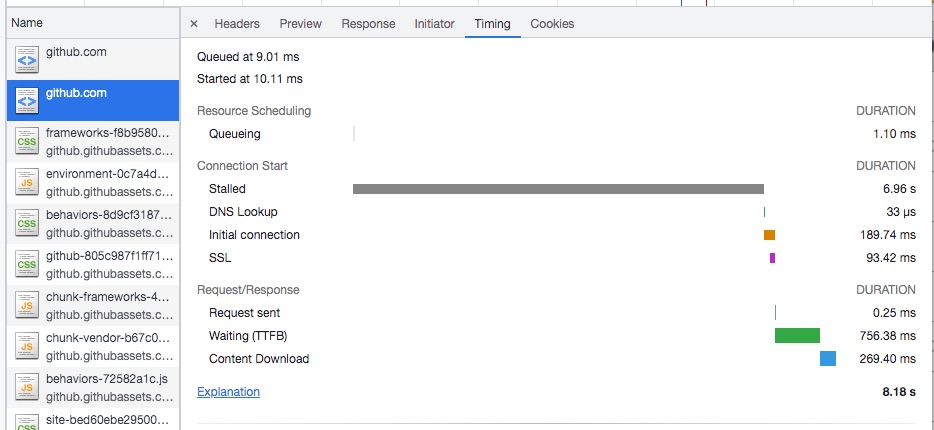 Name
× Headers Preview Response Initiator Timing Cookies
<> github.com
<> github.com
CSS frameworks-f8b9580...
github.githubassets.c...
JS environment-0c7a4d...
github.githubassets.c...
CSS behaviors-8d9cf3187...
github.githubassets.c...
CSS github-805c987f1ff71...
github.githubassets.c...
JS chunk-frameworks-4...
github.githubassets.c...
JS chunk-vendor-b67c0...
github.githubassets.c...
JS behaviors-72582a1c.js
github.githubassets.c...
CSS site-bed60ebe29500...
Queued at 9.01 ms
Started at 10.11 ms
Resource Scheduling DURATION
Queueing 1.10 ms
Connection Start DURATION
Stalled 6.96 s
DNS Lookup 33 μs
Initial connection 189.74 ms
SSL 93.42 ms
Request/Response DURATION
Request sent 0.25 ms
Waiting (TTFB) 756.38 ms
Content Download 269.40 ms
Explanation 8.18 s